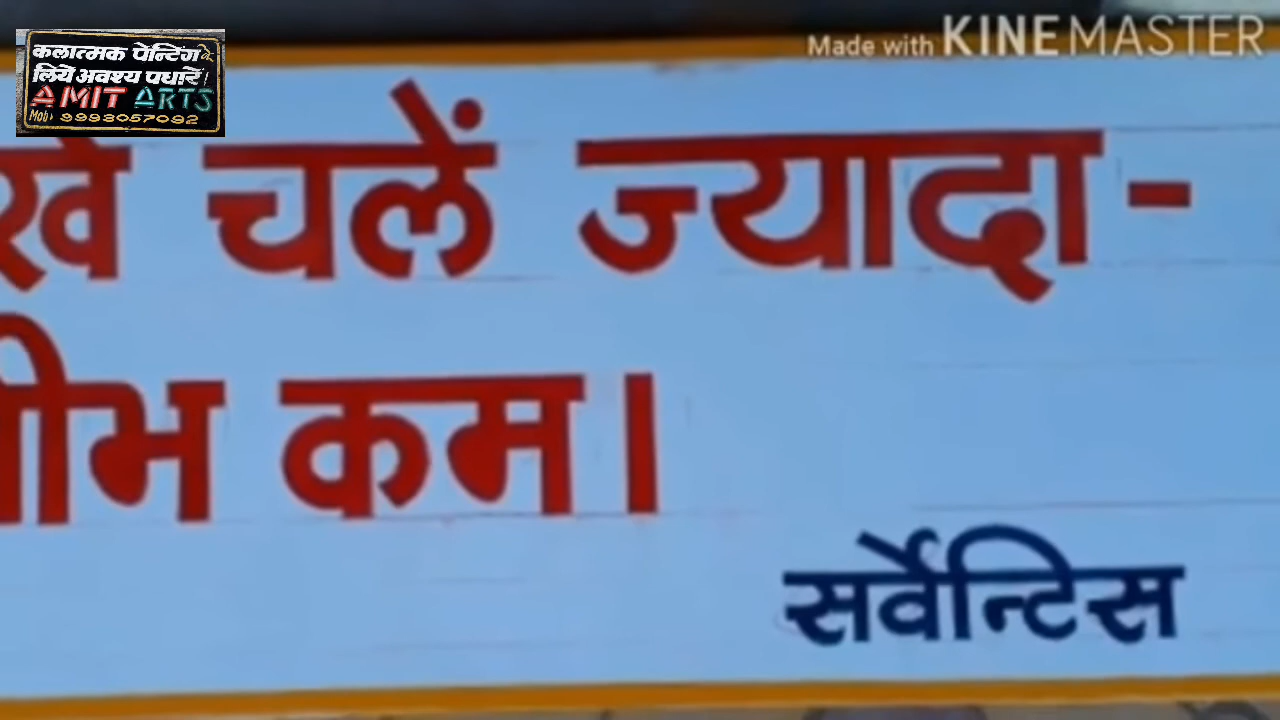 Made with KINEMASTER
कलात्मक पेन्टिंग के
लिये अवश्य पधारें।
AMIT ARTS
Mob: 9993057092
चलें ज्यादा-
कम।
सर्वेन्टिस